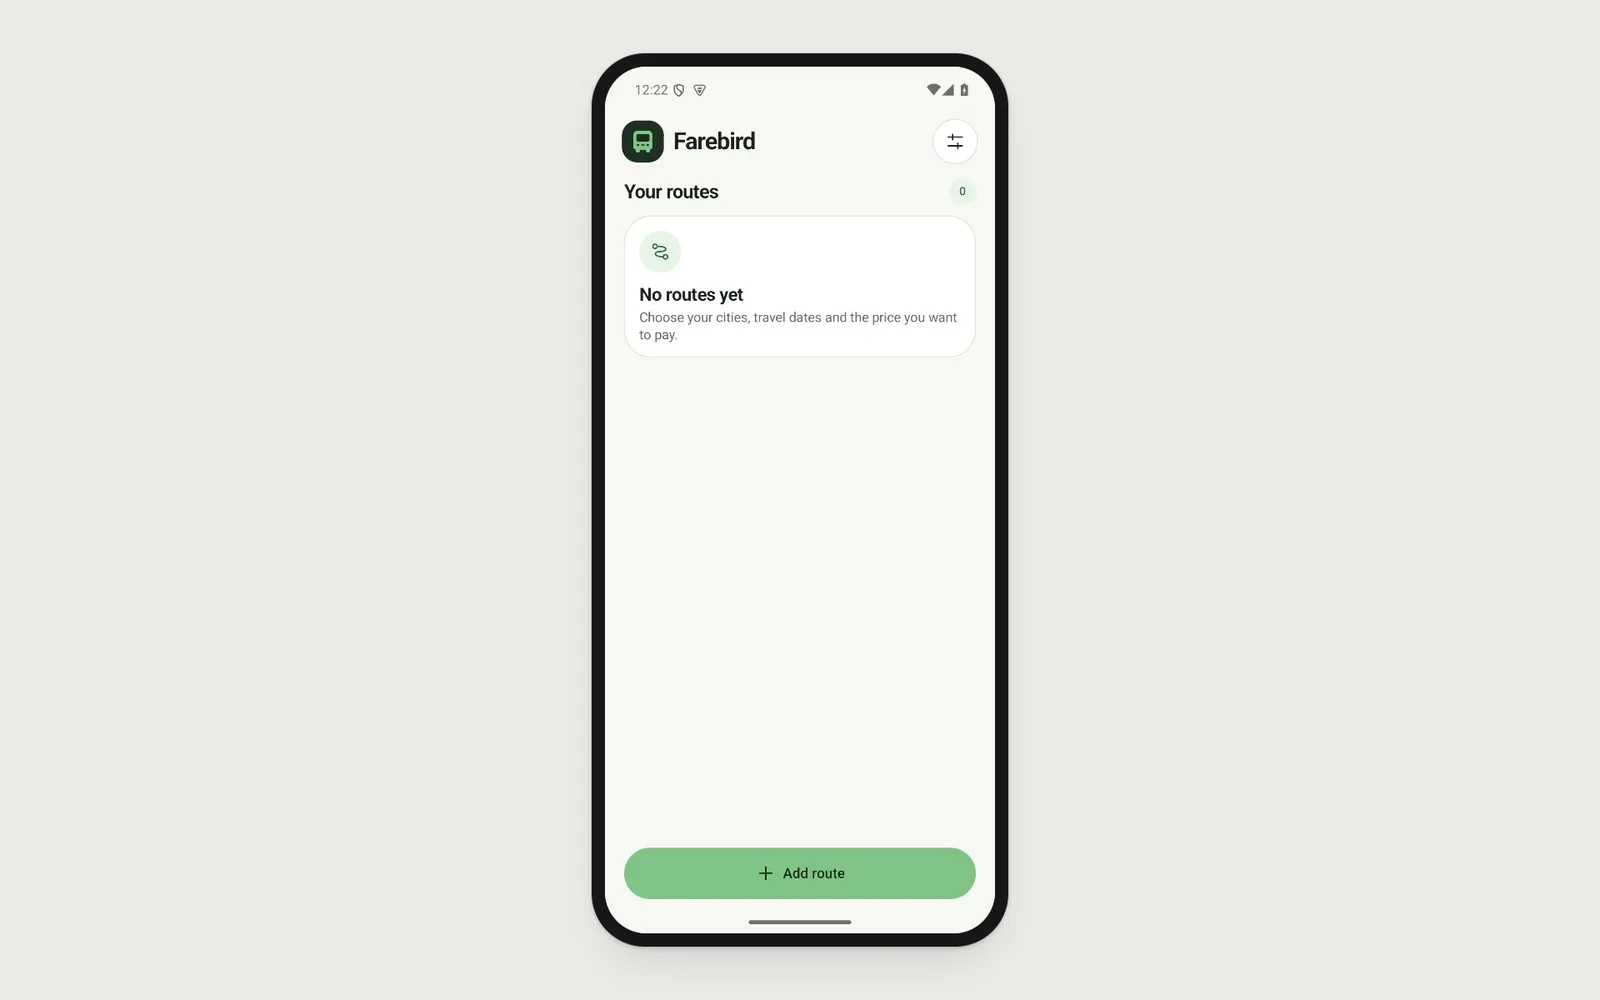 12:22
Farebird
Your routes
0
No routes yet
Choose your cities, travel dates and the price you want
to pay.
Add route